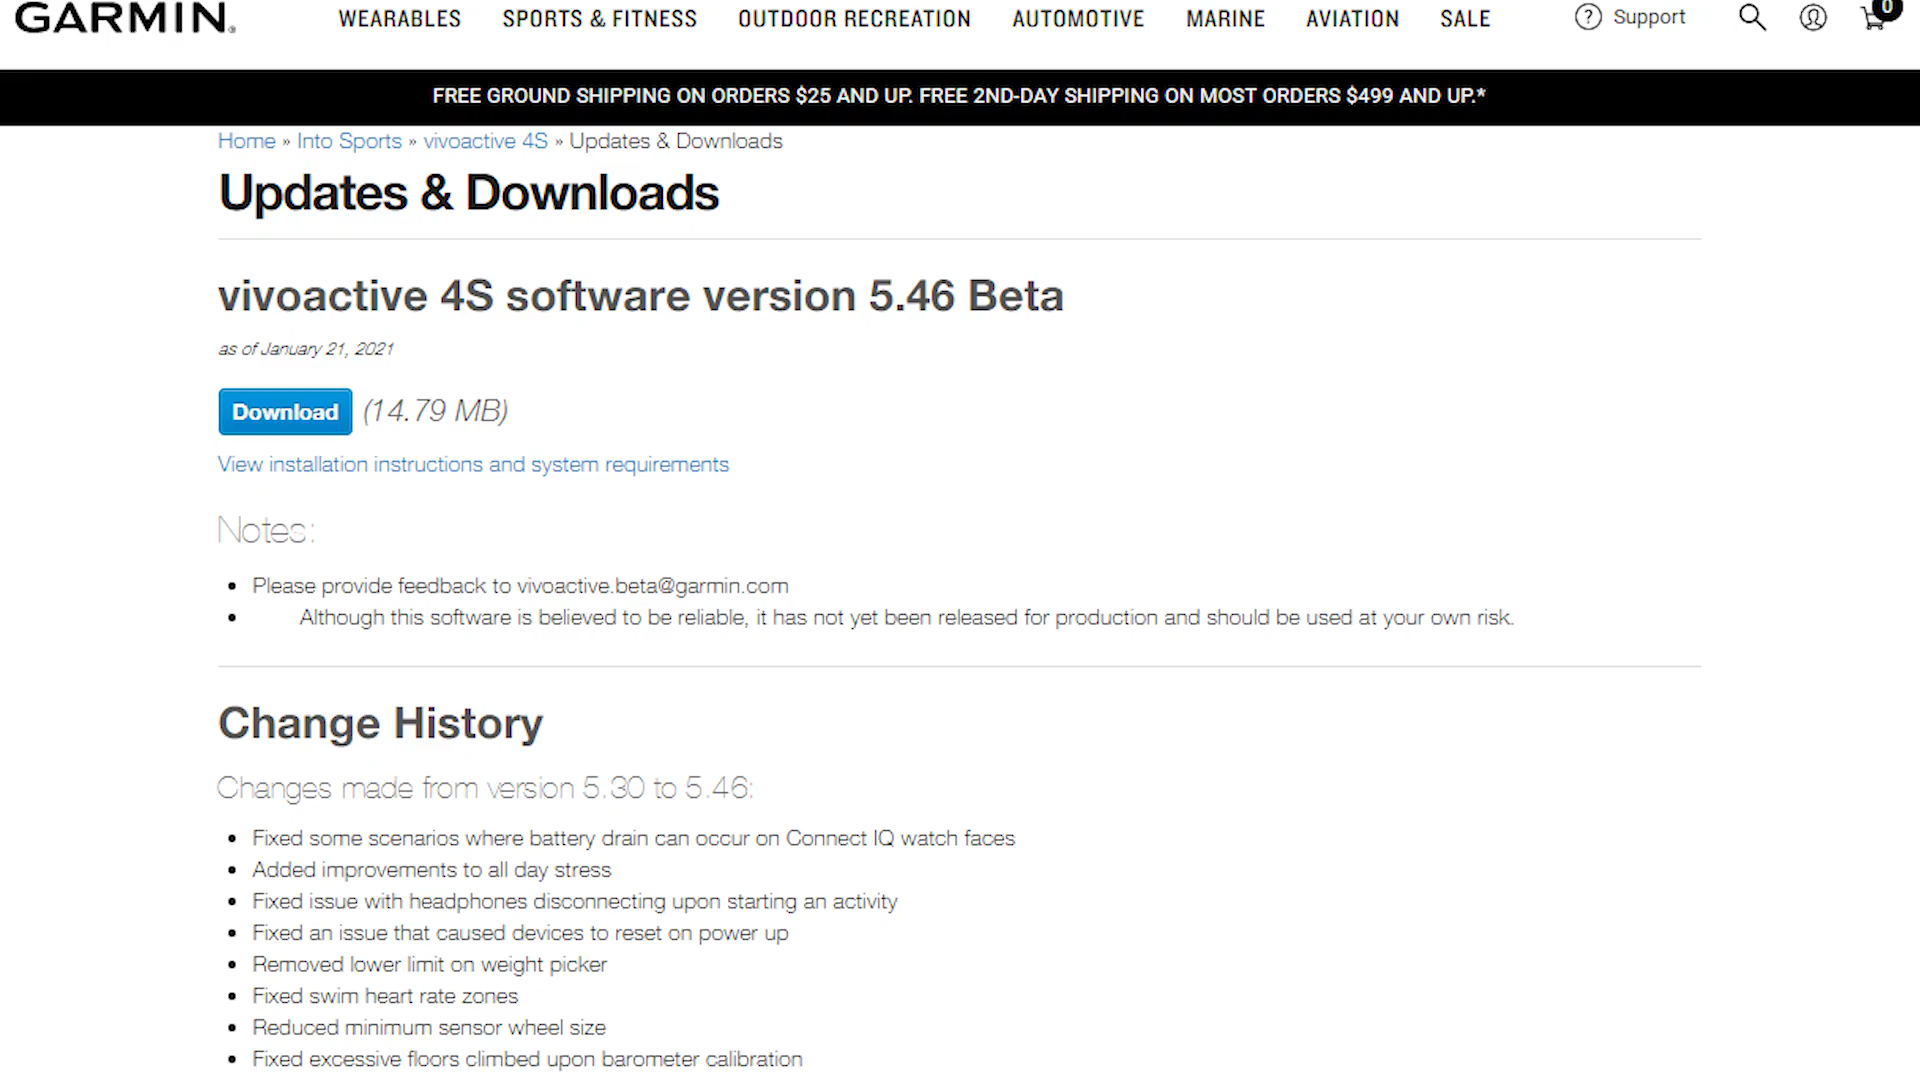 GARMIN.
WEARABLES SPORTS & FITNESS OUTDOOR RECREATION AUTOMOTIVE MARINE AVIATION SALE Support 0
FREE GROUND SHIPPING ON ORDERS $25 AND UP. FREE 2ND-DAY SHIPPING ON MOST ORDERS $499 AND UP.*
Home » Into Sports » vivoactive 4S » Updates & Downloads
Updates & Downloads
vivoactive 4S software version 5.46 Beta
as of January 21, 2021
Download (14.79 MB)
View installation instructions and system requirements
Notes:
• Please provide feedback to vivoactive.beta@garmin.com
• Although this software is believed to be reliable, it has not yet been released for production and should be used at your own risk.
Change History
Changes made from version 5.30 to 5.46:
• Fixed some scenarios where battery drain can occur on Connect IQ watch faces
• Added improvements to all day stress
• Fixed issue with headphones disconnecting upon starting an activity
• Fixed an issue that caused devices to reset on power up
• Removed lower limit on weight picker
• Fixed swim heart rate zones
• Reduced minimum sensor wheel size
• Fixed excessive floors climbed upon barometer calibration